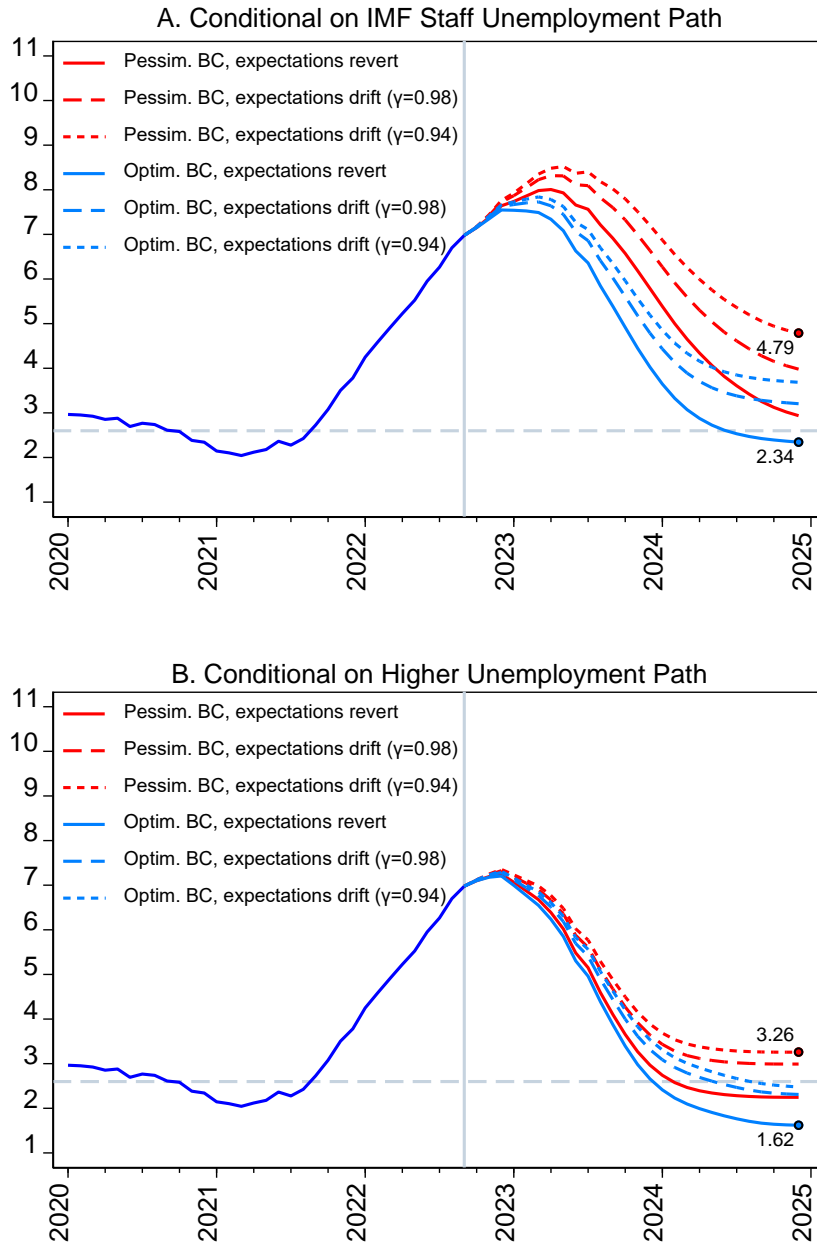 A. Conditional on IMF Staff Unemployment Path
11
10
9
8
7
6
5
4
3
2
1
Pessim. BC, expectations revert
Pessim. BC, expectations drift (γ=0.98)
Pessim. BC, expectations drift (γ=0.94)
Optim. BC, expectations revert
Optim. BC, expectations drift (γ=0.98)
Optim. BC, expectations drift (γ=0.94)
4.79
2.34
2020
2021
2022
2023
2024
2025
B. Conditional on Higher Unemployment Path
11
10
9
8
7
6
5
4
3
2
1
Pessim. BC, expectations revert
Pessim. BC, expectations drift (γ=0.98)
Pessim. BC, expectations drift (γ=0.94)
Optim. BC, expectations revert
Optim. BC, expectations drift (γ=0.98)
Optim. BC, expectations drift (γ=0.94)
3.26
1.62
2020
2021
2022
2023
2024
2025